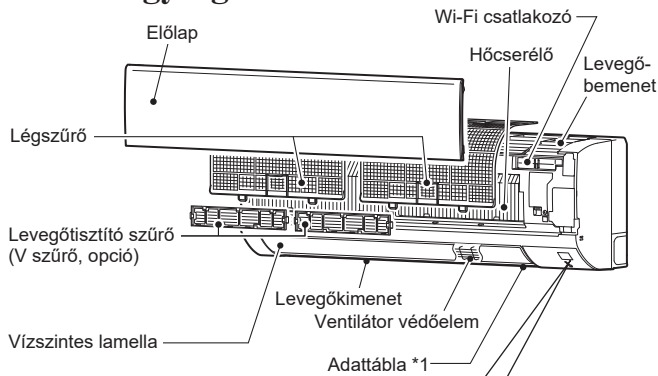 Wi-Fi csatlakozó
Előlap
Hőcserélő
Levegő-
bemenet
Légszűrő
Levegőtisztító szűrő
(V szűrő, opció)
Levegőkimenet
Ventilátor védőelem
Vízszintes lamella
Adattábla *1